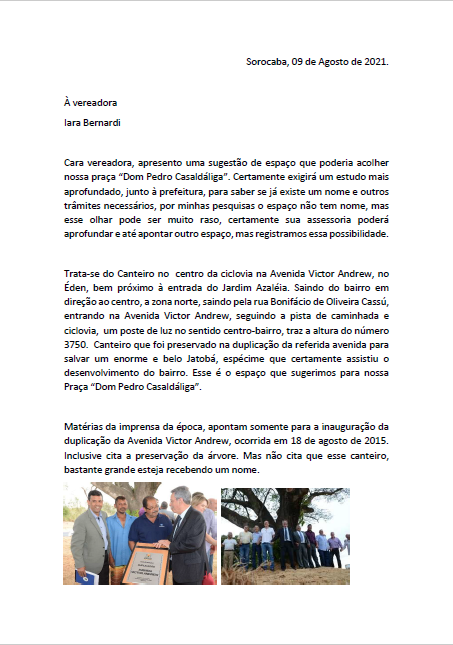 Sorocaba, 09 de Agosto de 2021.
À vereadora
Iara Bernardi
Cara vereadora, apresento uma sugestão de espaço que poderia acolher
nossa praça “Dom Pedro Casaldáliga”. Certamente exigirá um estudo mais
aprofundado, junto à prefeitura, para saber se já existe um nome e outros
trâmites necessários, por minhas pesquisas o espaço não tem nome, mas
esse olhar pode ser muito raso, certamente sua assessoria poderá
aprofundar e até apontar outro espaço, mas registramos essa possibilidade.
Trata-se do Canteiro no centro da ciclovia na Avenida Victor Andrew, no
Éden, bem próximo à entrada do Jardim Azaléia. Saindo do bairro em
direção ao centro, a zona norte, saindo pela rua Bonifácio de Oliveira Cassú,
entrando na Avenida Victor Andrew, seguindo a pista de caminhada e
ciclovia, um poste de luz no sentido centro-bairro, traz a altura do número
3750. Canteiro que foi preservado na duplicação da referida avenida para
salvar um enorme e belo Jatobá, espécime que certamente assistiu o
desenvolvimento do bairro. Esse é o espaço que sugerimos para nossa
Praça “Dom Pedro Casaldáliga”.
Matérias da imprensa da época, apontam somente para a inauguração da
duplicação da Avenida Victor Andrew, ocorrida em 18 de agosto de 2015.
Inclusive cita a preservação da árvore. Mas não cita que esse canteiro,
bastante grande esteja recebendo um nome.